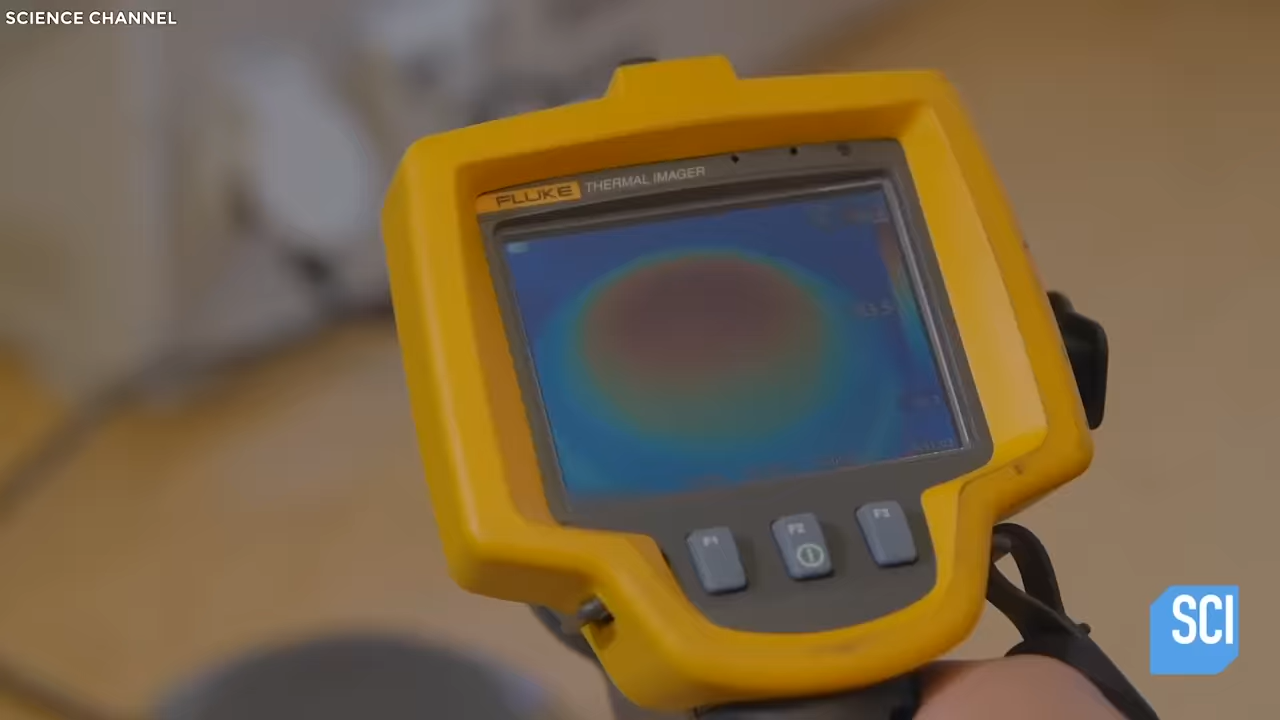 SCIENCE CHANNEL
FLUKE THERMAL IMAGER
F1
F2
F3
SCI